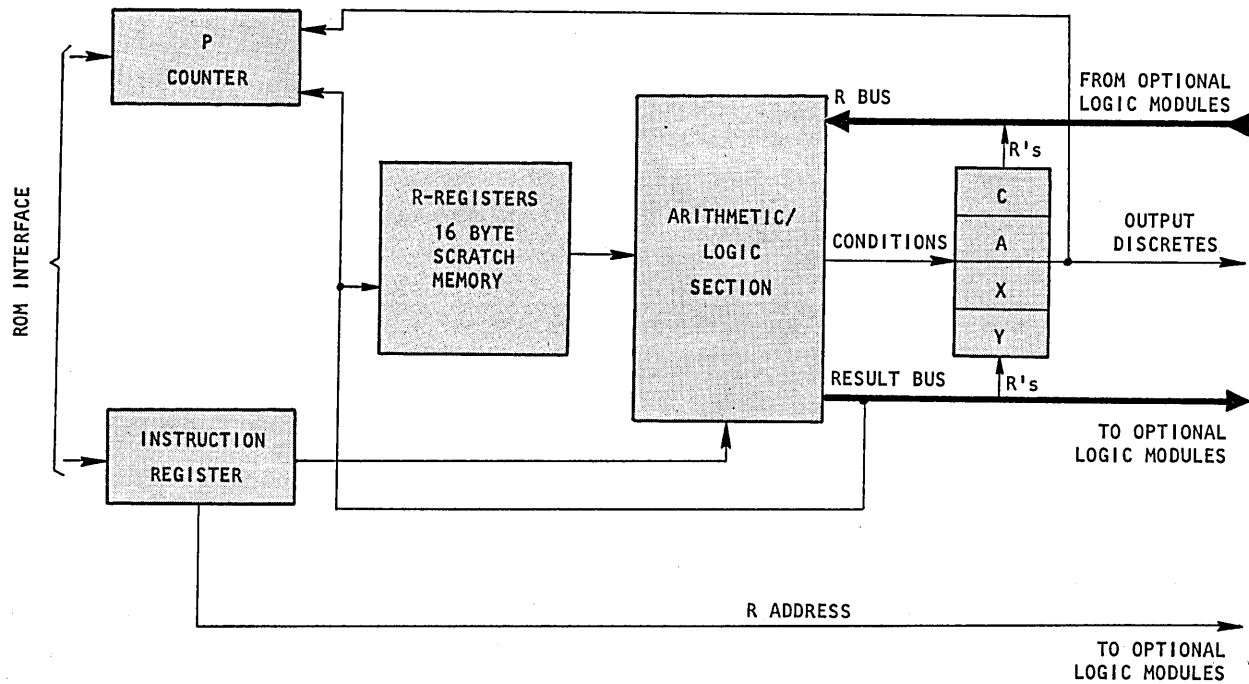 P
COUNTER
FROM OPTIONAL
LOGIC MODULES
R BUS
R's
R-REGISTERS
16 BYTE
SCRATCH
MEMORY
ARITHMETIC/
LOGIC
SECTION
CONDITIONS
C
A
X
Y
OUTPUT
DISCRETES
ROM INTERFACE
RESULT BUS
R's
TO OPTIONAL
LOGIC MODULES
INSTRUCTION
REGISTER
R ADDRESS
TO OPTIONAL
LOGIC MODULES